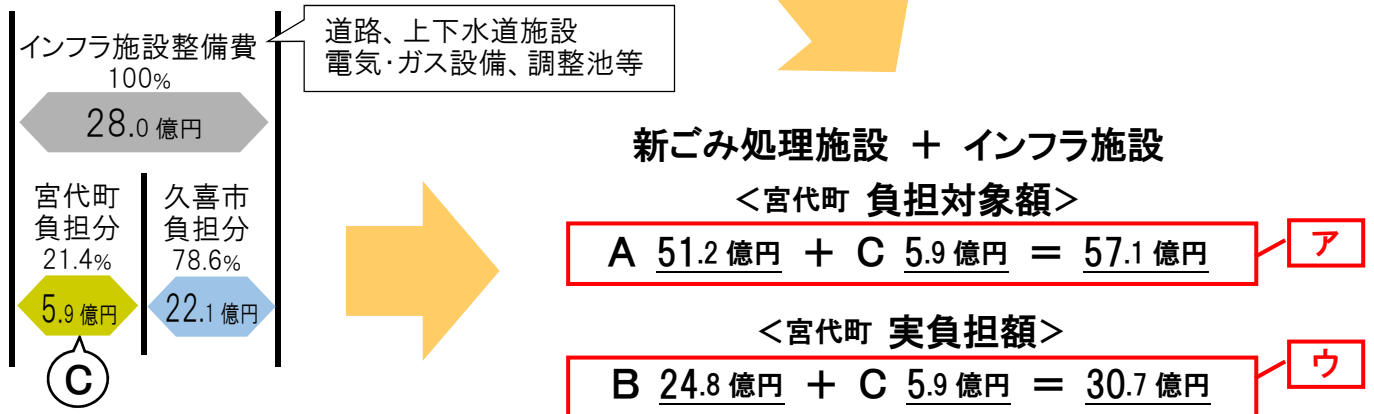 インフラ施設整備費
100%
28.0 億円
道路、上下水道施設
電気・ガス設備、調整池等
宮代町
負担分
21.4%
5.9 億円
C
久喜市
負担分
78.6%
22.1 億円
新ごみ処理施設 ＋ インフラ施設
＜宮代町 負担対象額＞
A 51.2 億円 ＋ C 5.9 億円 ＝ 57.1 億円
ア
＜宮代町 実負担額＞
B 24.8 億円 ＋ C 5.9 億円 ＝ 30.7 億円
ウ